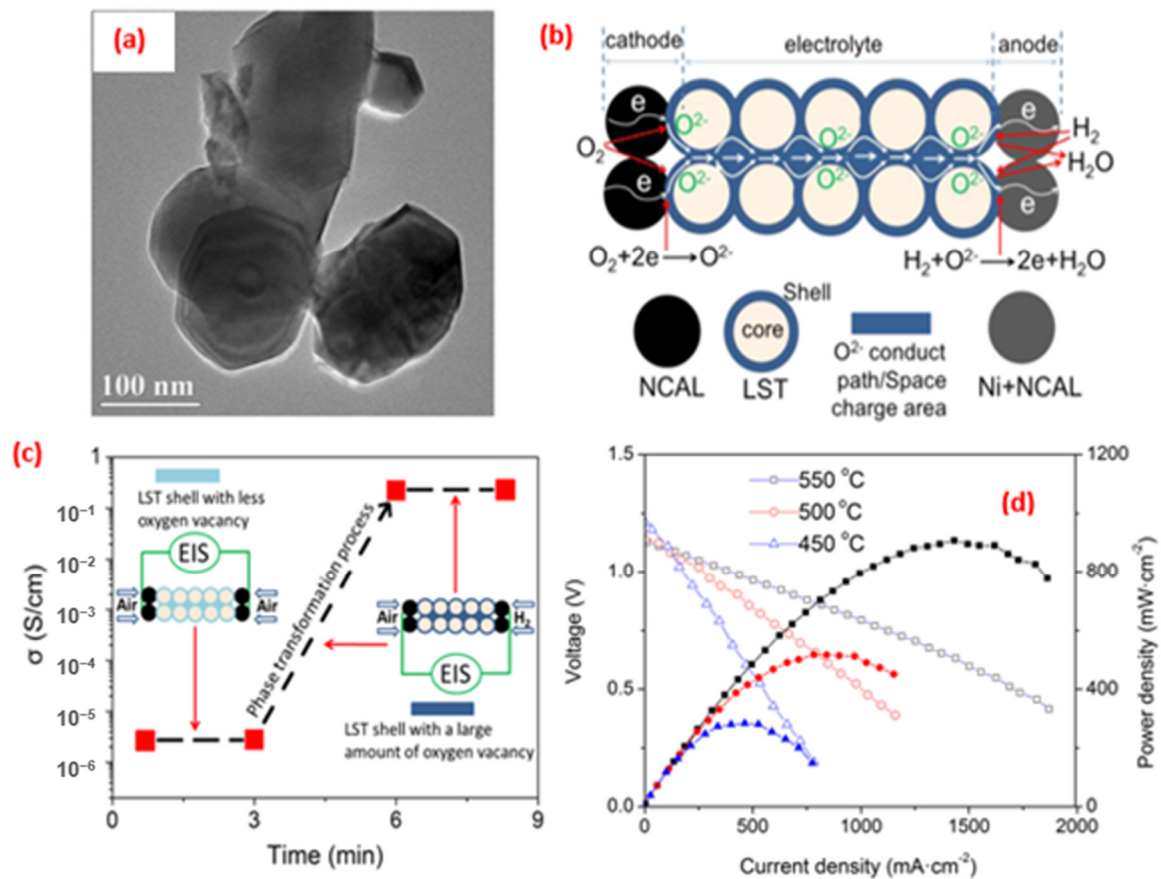 (a)
100 nm
(b)
cathode
electrolyte
anode
e
O²⁻ O²⁻ O²⁻
e
O₂
H₂
H₂O
e
O²⁻ O²⁻ O²⁻
e
O₂+2e → O²⁻
H₂+O²⁻ → 2e+H₂O
Shell
core
NCAL
LST
O²⁻ conduct
path/Space
charge area
Ni+NCAL
(c)
σ (S/cm)
1
10⁻¹
10⁻²
10⁻³
10⁻⁴
10⁻⁵
10⁻⁶
LST shell with less
oxygen vacancy
EIS
Air
Air
Phase transformation process
Air
H₂
EIS
LST shell with a large
amount of oxygen vacancy
0 3 6 9
Time (min)
(d)
550 °C
500 °C
450 °C
Voltage (V)
1.5
1.0
0.5
0.0
Power density (mW·cm⁻²)
1200
800
400
0
0 500 1000 1500 2000
Current density (mA·cm⁻²)